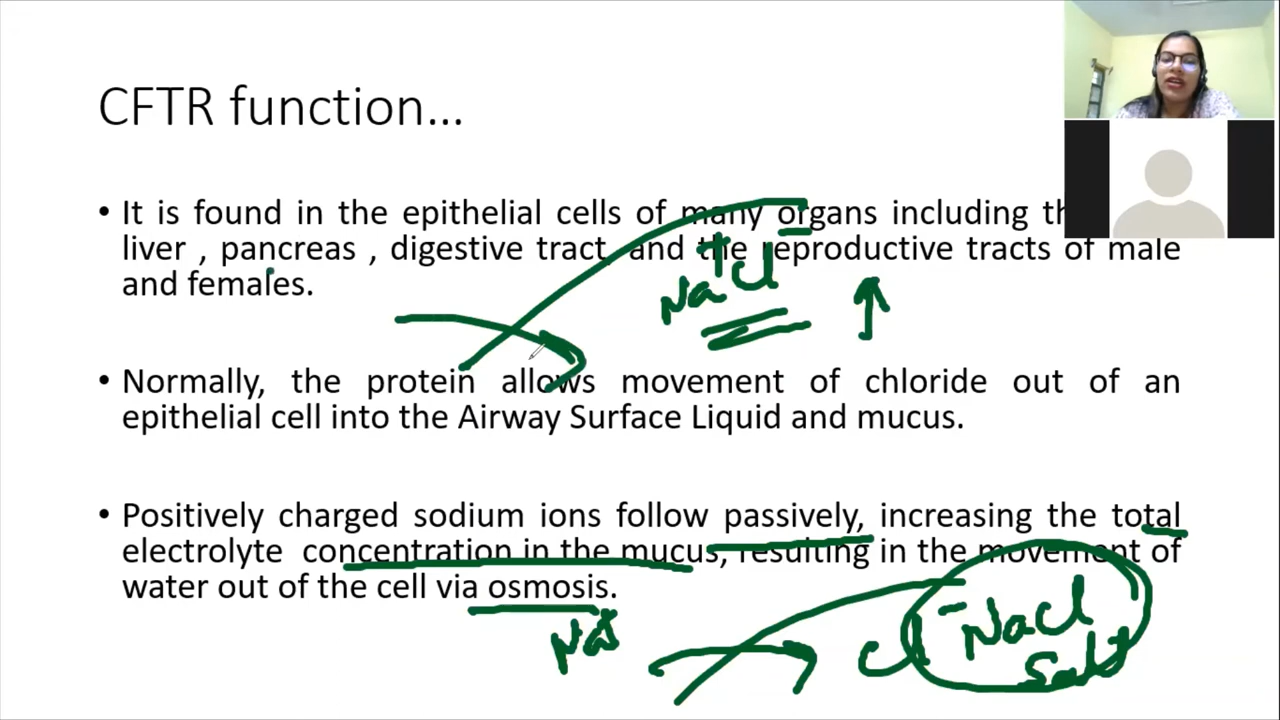 CFTR function...
• It is found in the epithelial cells of many organs including
liver , pancreas , digestive tract, and the reproductive tracts of male
and females.
Na+Cl-
• Normally, the protein allows movement of chloride out of an
epithelial cell into the Airway Surface Liquid and mucus.
• Positively charged sodium ions follow passively, increasing the total
electrolyte concentration in the mucus, resulting in the movement of
water out of the cell via osmosis.
Na+ Cl- NaCl
Salt